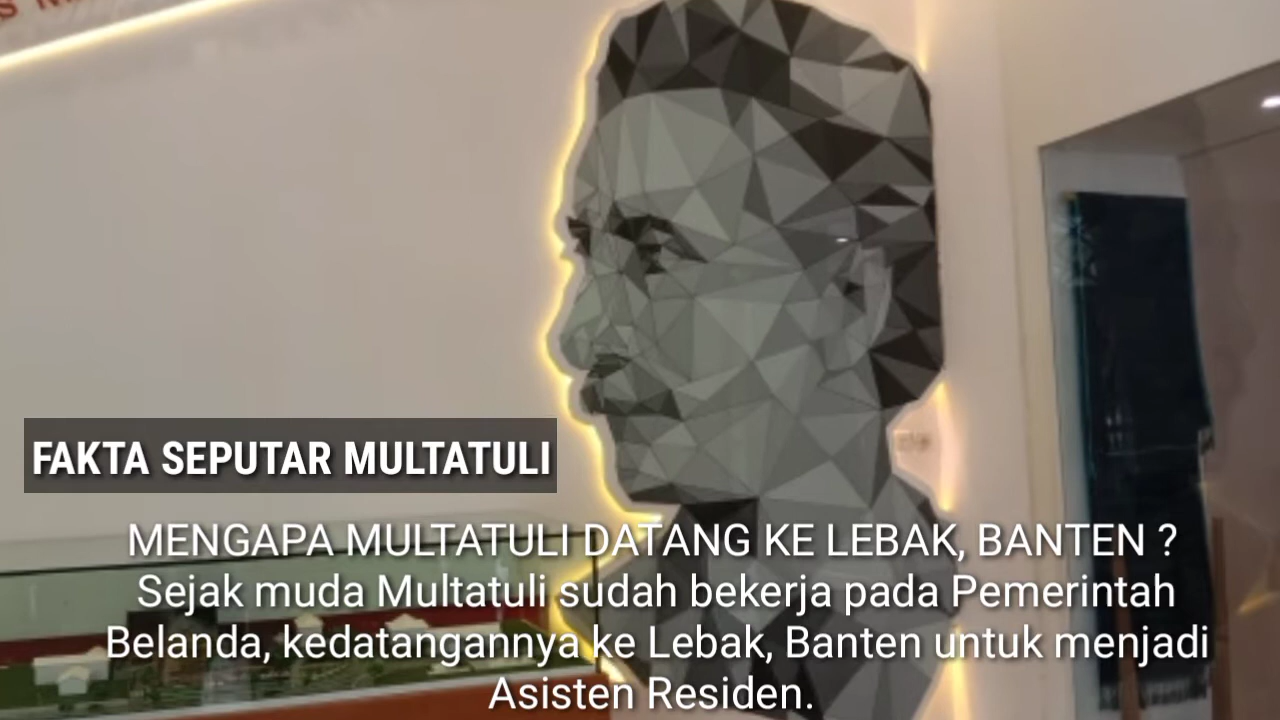 FAKTA SEPUTAR MULTATULI
MENGAPA MULTATULI DATANG KE LEBAK, BANTEN ?
Sejak muda Multatuli sudah bekerja pada Pemerintah
Belanda, kedatangannya ke Lebak, Banten untuk menjadi
Asisten Residen.